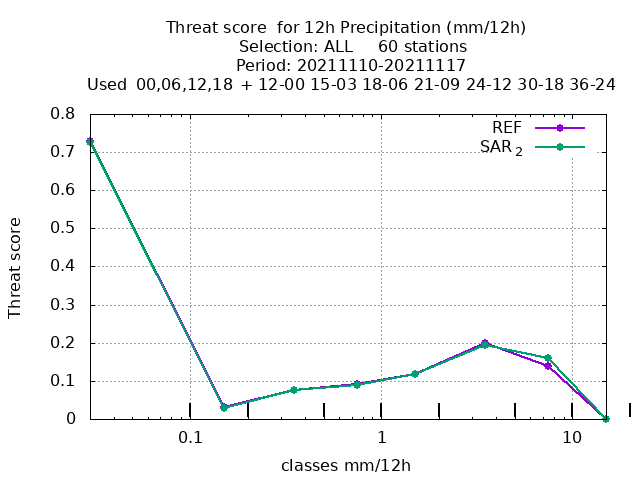 Threat score  for 12h Precipitation (mm/12h)
Selection: ALL     60 stations
Period: 20211110-20211117
Used  00,06,12,18  + 12-00 15-03 18-06 21-09 24-12 30-18 36-24
REF
SAR 2
0.8
0.7
0.6
0.5
0.4
0.3
0.2
0.1
0
Threat score
0.1
1
10
classes mm/12h